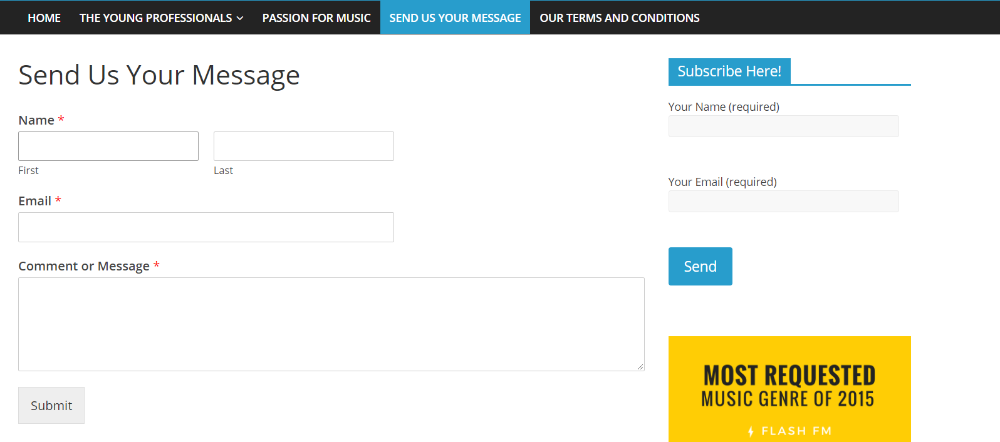 HOME THE YOUNG PROFESSIONALS PASSION FOR MUSIC SEND US YOUR MESSAGE OUR TERMS AND CONDITIONS
Send Us Your Message
Name *
First Last
Email *
Comment or Message *
Submit
Subscribe Here!
Your Name (required)
Your Email (required)
Send
MOST REQUESTED
MUSIC GENRE OF 2015
FLASH FM